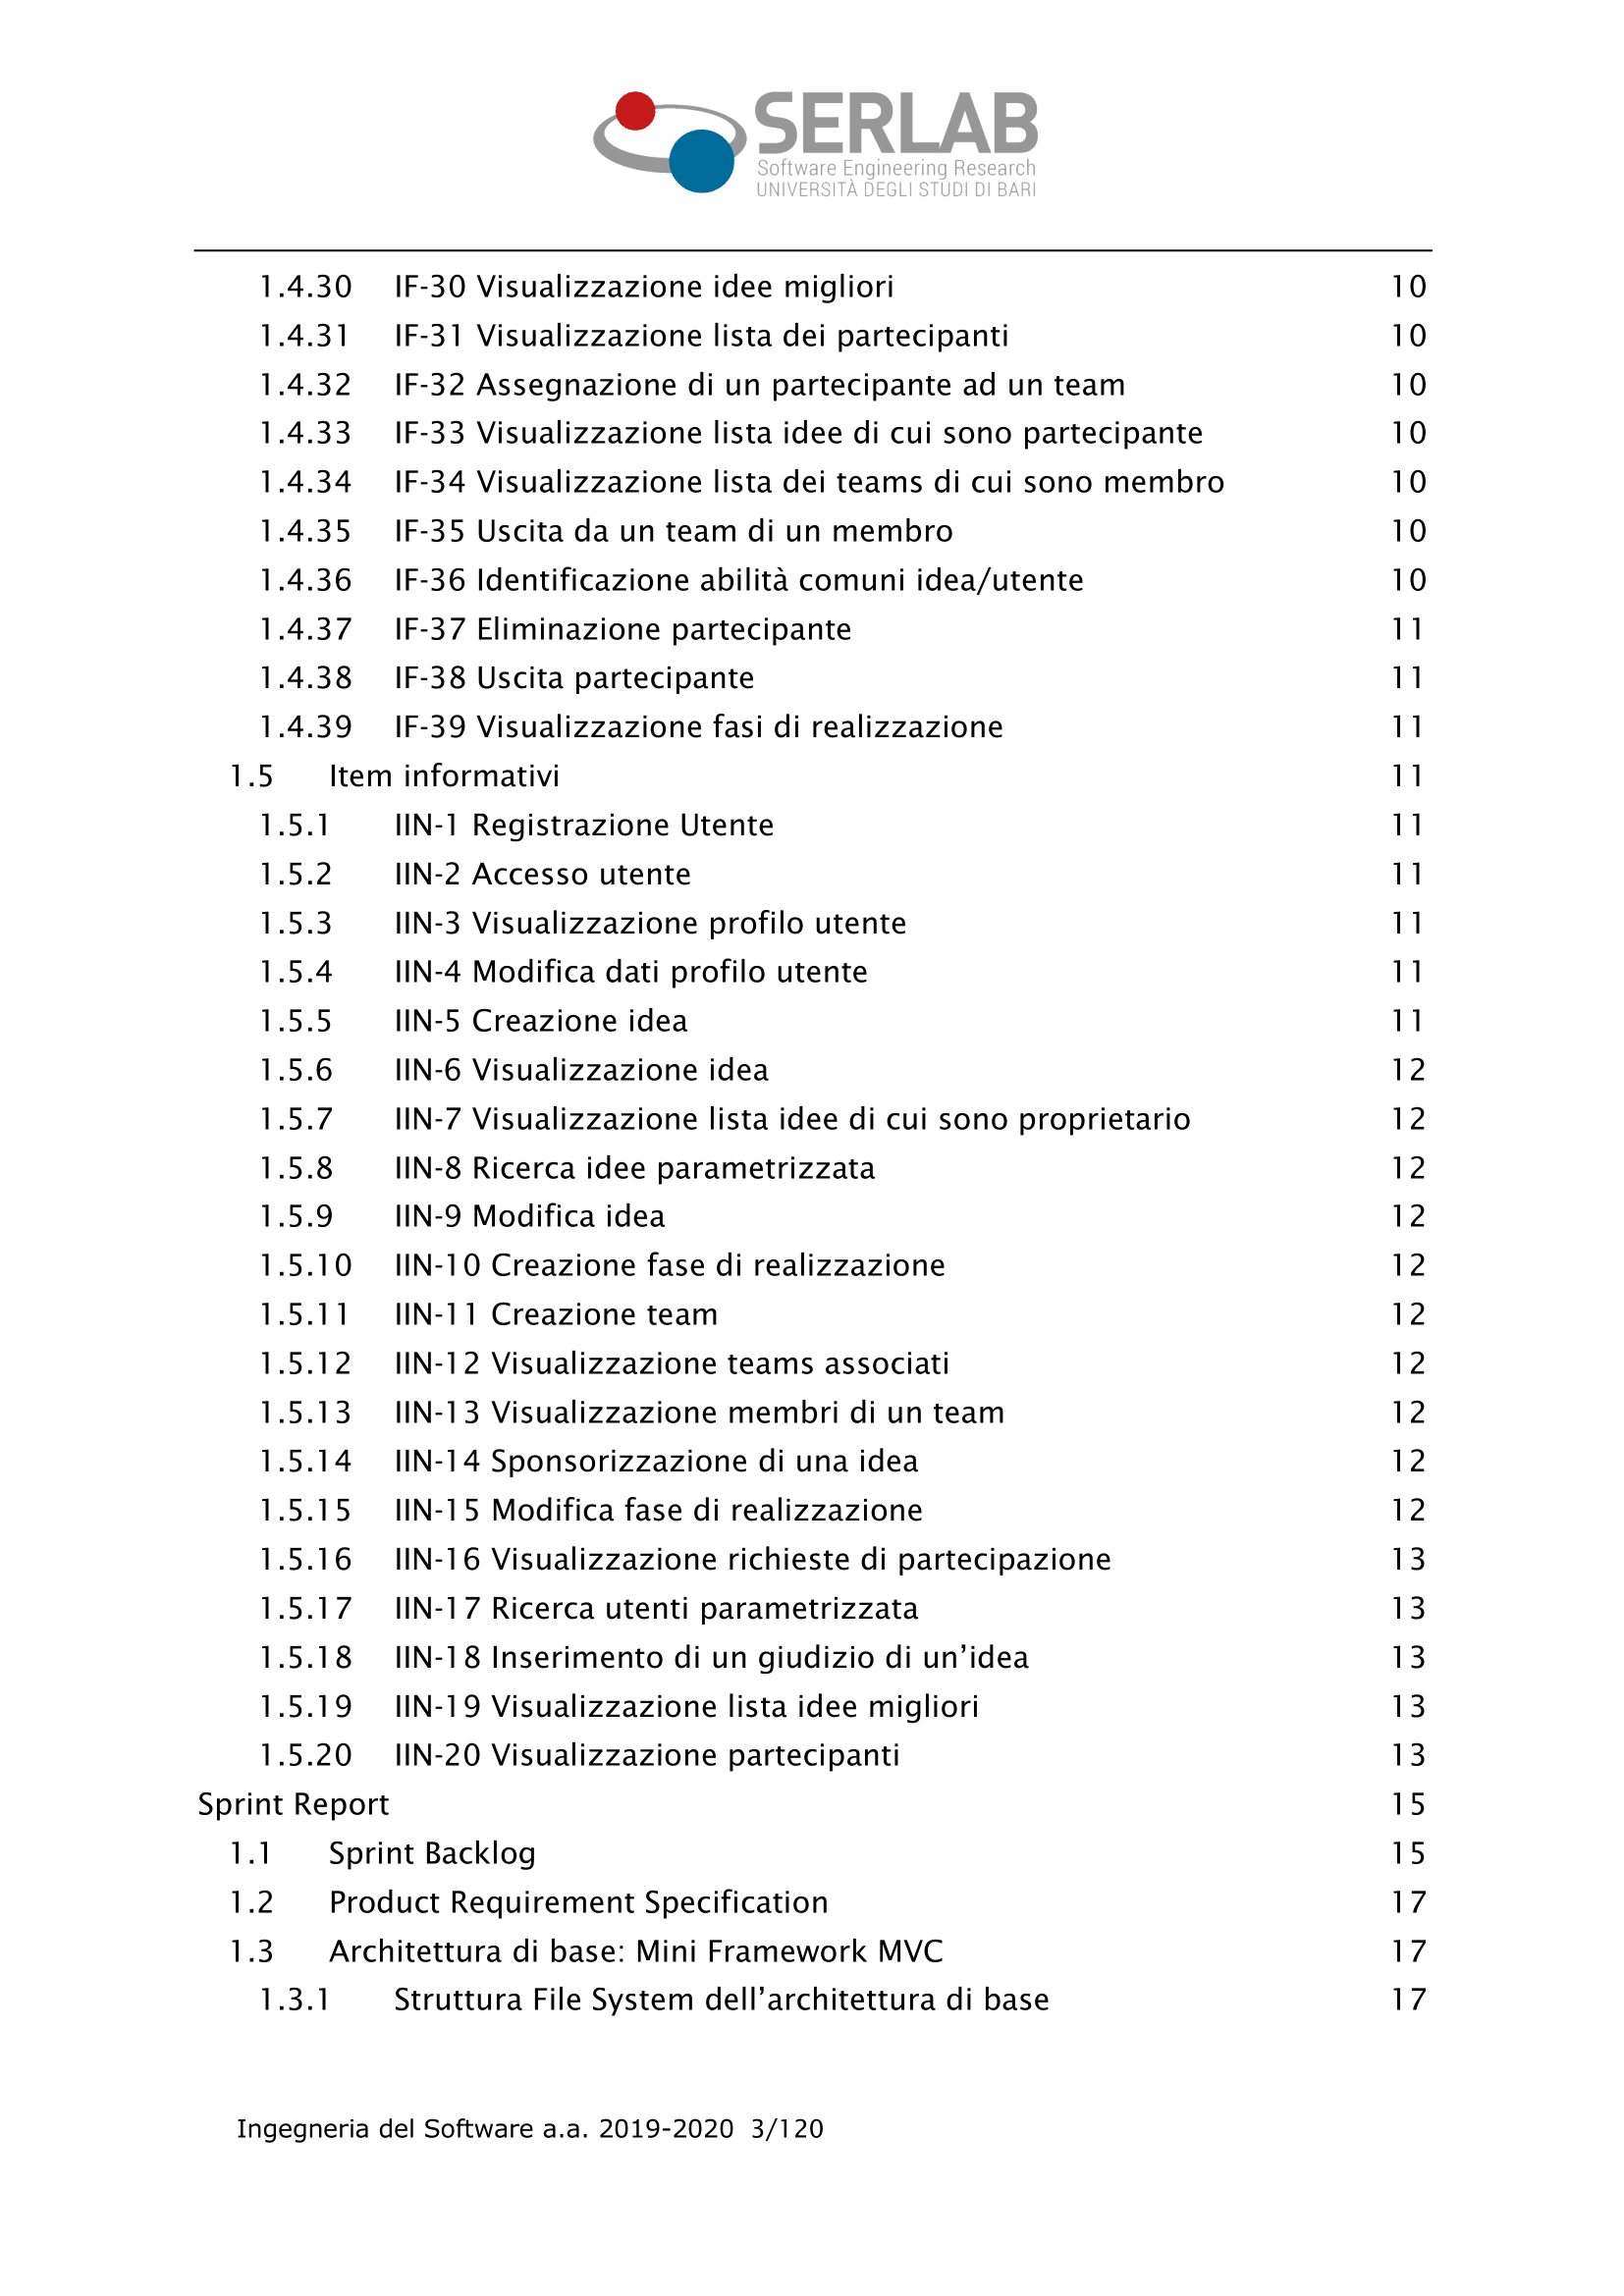 SERLAB
Software Engineering Research
UNIVERSITÀ DEGLI STUDI DI BARI
1.4.30 IF-30 Visualizzazione idee migliori 10
1.4.31 IF-31 Visualizzazione lista dei partecipanti 10
1.4.32 IF-32 Assegnazione di un partecipante ad un team 10
1.4.33 IF-33 Visualizzazione lista idee di cui sono partecipante 10
1.4.34 IF-34 Visualizzazione lista dei teams di cui sono membro 10
1.4.35 IF-35 Uscita da un team di un membro 10
1.4.36 IF-36 Identificazione abilità comuni idea/utente 10
1.4.37 IF-37 Eliminazione partecipante 11
1.4.38 IF-38 Uscita partecipante 11
1.4.39 IF-39 Visualizzazione fasi di realizzazione 11
1.5 Item informativi 11
1.5.1 IIN-1 Registrazione Utente 11
1.5.2 IIN-2 Accesso utente 11
1.5.3 IIN-3 Visualizzazione profilo utente 11
1.5.4 IIN-4 Modifica dati profilo utente 11
1.5.5 IIN-5 Creazione idea 11
1.5.6 IIN-6 Visualizzazione idea 12
1.5.7 IIN-7 Visualizzazione lista idee di cui sono proprietario 12
1.5.8 IIN-8 Ricerca idee parametrizzata 12
1.5.9 IIN-9 Modifica idea 12
1.5.10 IIN-10 Creazione fase di realizzazione 12
1.5.11 IIN-11 Creazione team 12
1.5.12 IIN-12 Visualizzazione teams associati 12
1.5.13 IIN-13 Visualizzazione membri di un team 12
1.5.14 IIN-14 Sponsorizzazione di una idea 12
1.5.15 IIN-15 Modifica fase di realizzazione 12
1.5.16 IIN-16 Visualizzazione richieste di partecipazione 13
1.5.17 IIN-17 Ricerca utenti parametrizzata 13
1.5.18 IIN-18 Inserimento di un giudizio di un’idea 13
1.5.19 IIN-19 Visualizzazione lista idee migliori 13
1.5.20 IIN-20 Visualizzazione partecipanti 13
Sprint Report 15
1.1 Sprint Backlog 15
1.2 Product Requirement Specification 17
1.3 Architettura di base: Mini Framework MVC 17
1.3.1 Struttura File System dell’architettura di base 17
Ingegneria del Software a.a. 2019-2020 3/120